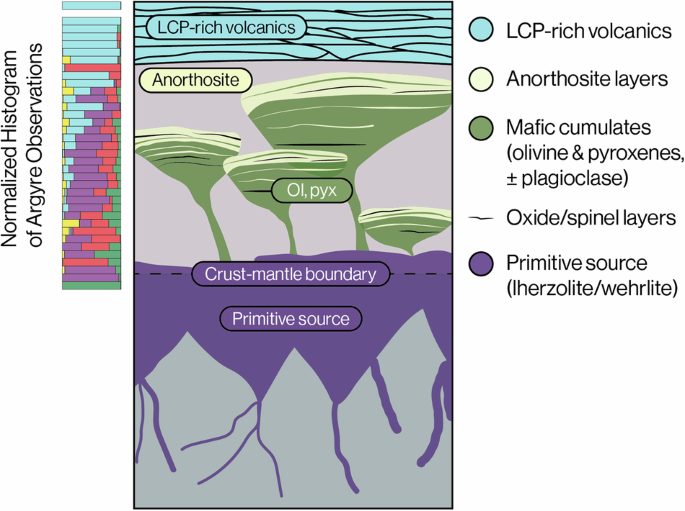 Normalized Histogram
of Argyre Observations
LCP-rich volcanics
Anorthosite
Ol, pyx
Crust-mantle boundary
Primitive source
LCP-rich volcanics
Anorthosite layers
Mafic cumulates
(olivine & pyroxenes,
± plagioclase)
Oxide/spinel layers
Primitive source
(lherzolite/wehrlite)